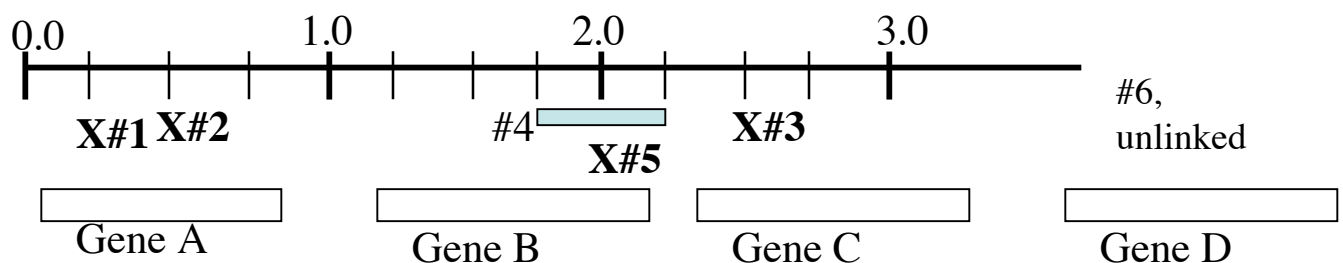 0.0 1.0 2.0 3.0
#6,
unlinked
X#1 X#2 #4 X#3
X#5
Gene A Gene B Gene C Gene D